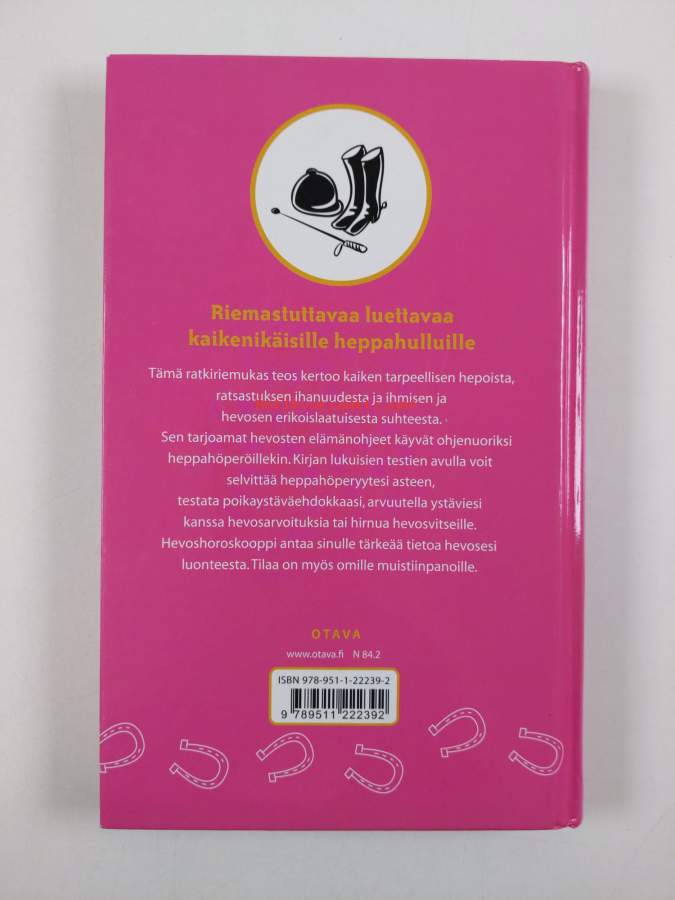 Riemastuttavaa luettavaa
kaikenikäisille heppahulluille
Tämä ratkiriemukas teos kertoo kaiken tarpeellisen hepoista,
ratsastuksen ihanuudesta ja ihmisen ja
hevosen erikoislaatuisesta suhteesta.
Sen tarjoamat hevosten elämänohjeet käyvät ohjenuoriksi
heppahöperöillekin. Kirjan lukuisien testien avulla voit
selvittää heppahöperyytesi asteen,
testata poikaystäväehdokkaasi, arvuutella ystäviesi
kanssa hevosarvoituksia tai hirnua hevosvitseille.
Hevoshoroskooppi antaa sinulle tärkeää tietoa hevosesi
luonteesta. Tilaa on myös omille muistiinpanoille.
OTAVA
www.otava.fi N 84.2
ISBN 978-951-1-22239-2
9 789511 222392